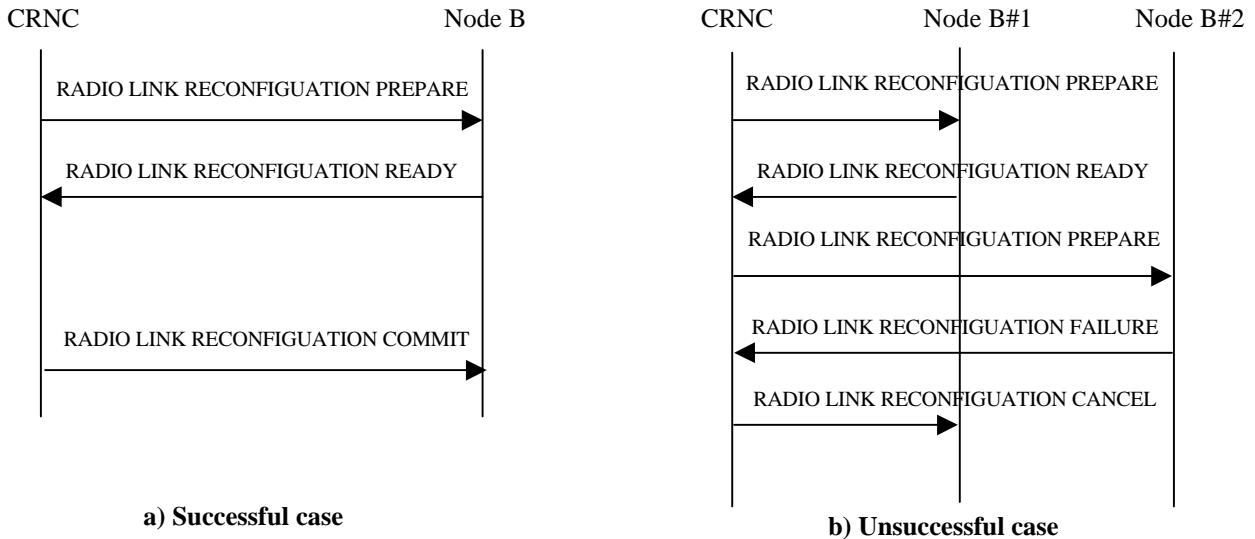 CRNC
Node B
RADIO LINK RECONFIGUATION PREPARE
RADIO LINK RECONFIGUATION READY
RADIO LINK RECONFIGUATION COMMIT
a) Successful case
CRNC
Node B#1
Node B#2
RADIO LINK RECONFIGUATION PREPARE
RADIO LINK RECONFIGUATION READY
RADIO LINK RECONFIGUATION PREPARE
RADIO LINK RECONFIGUATION FAILURE
RADIO LINK RECONFIGUATION CANCEL
b) Unsuccessful case